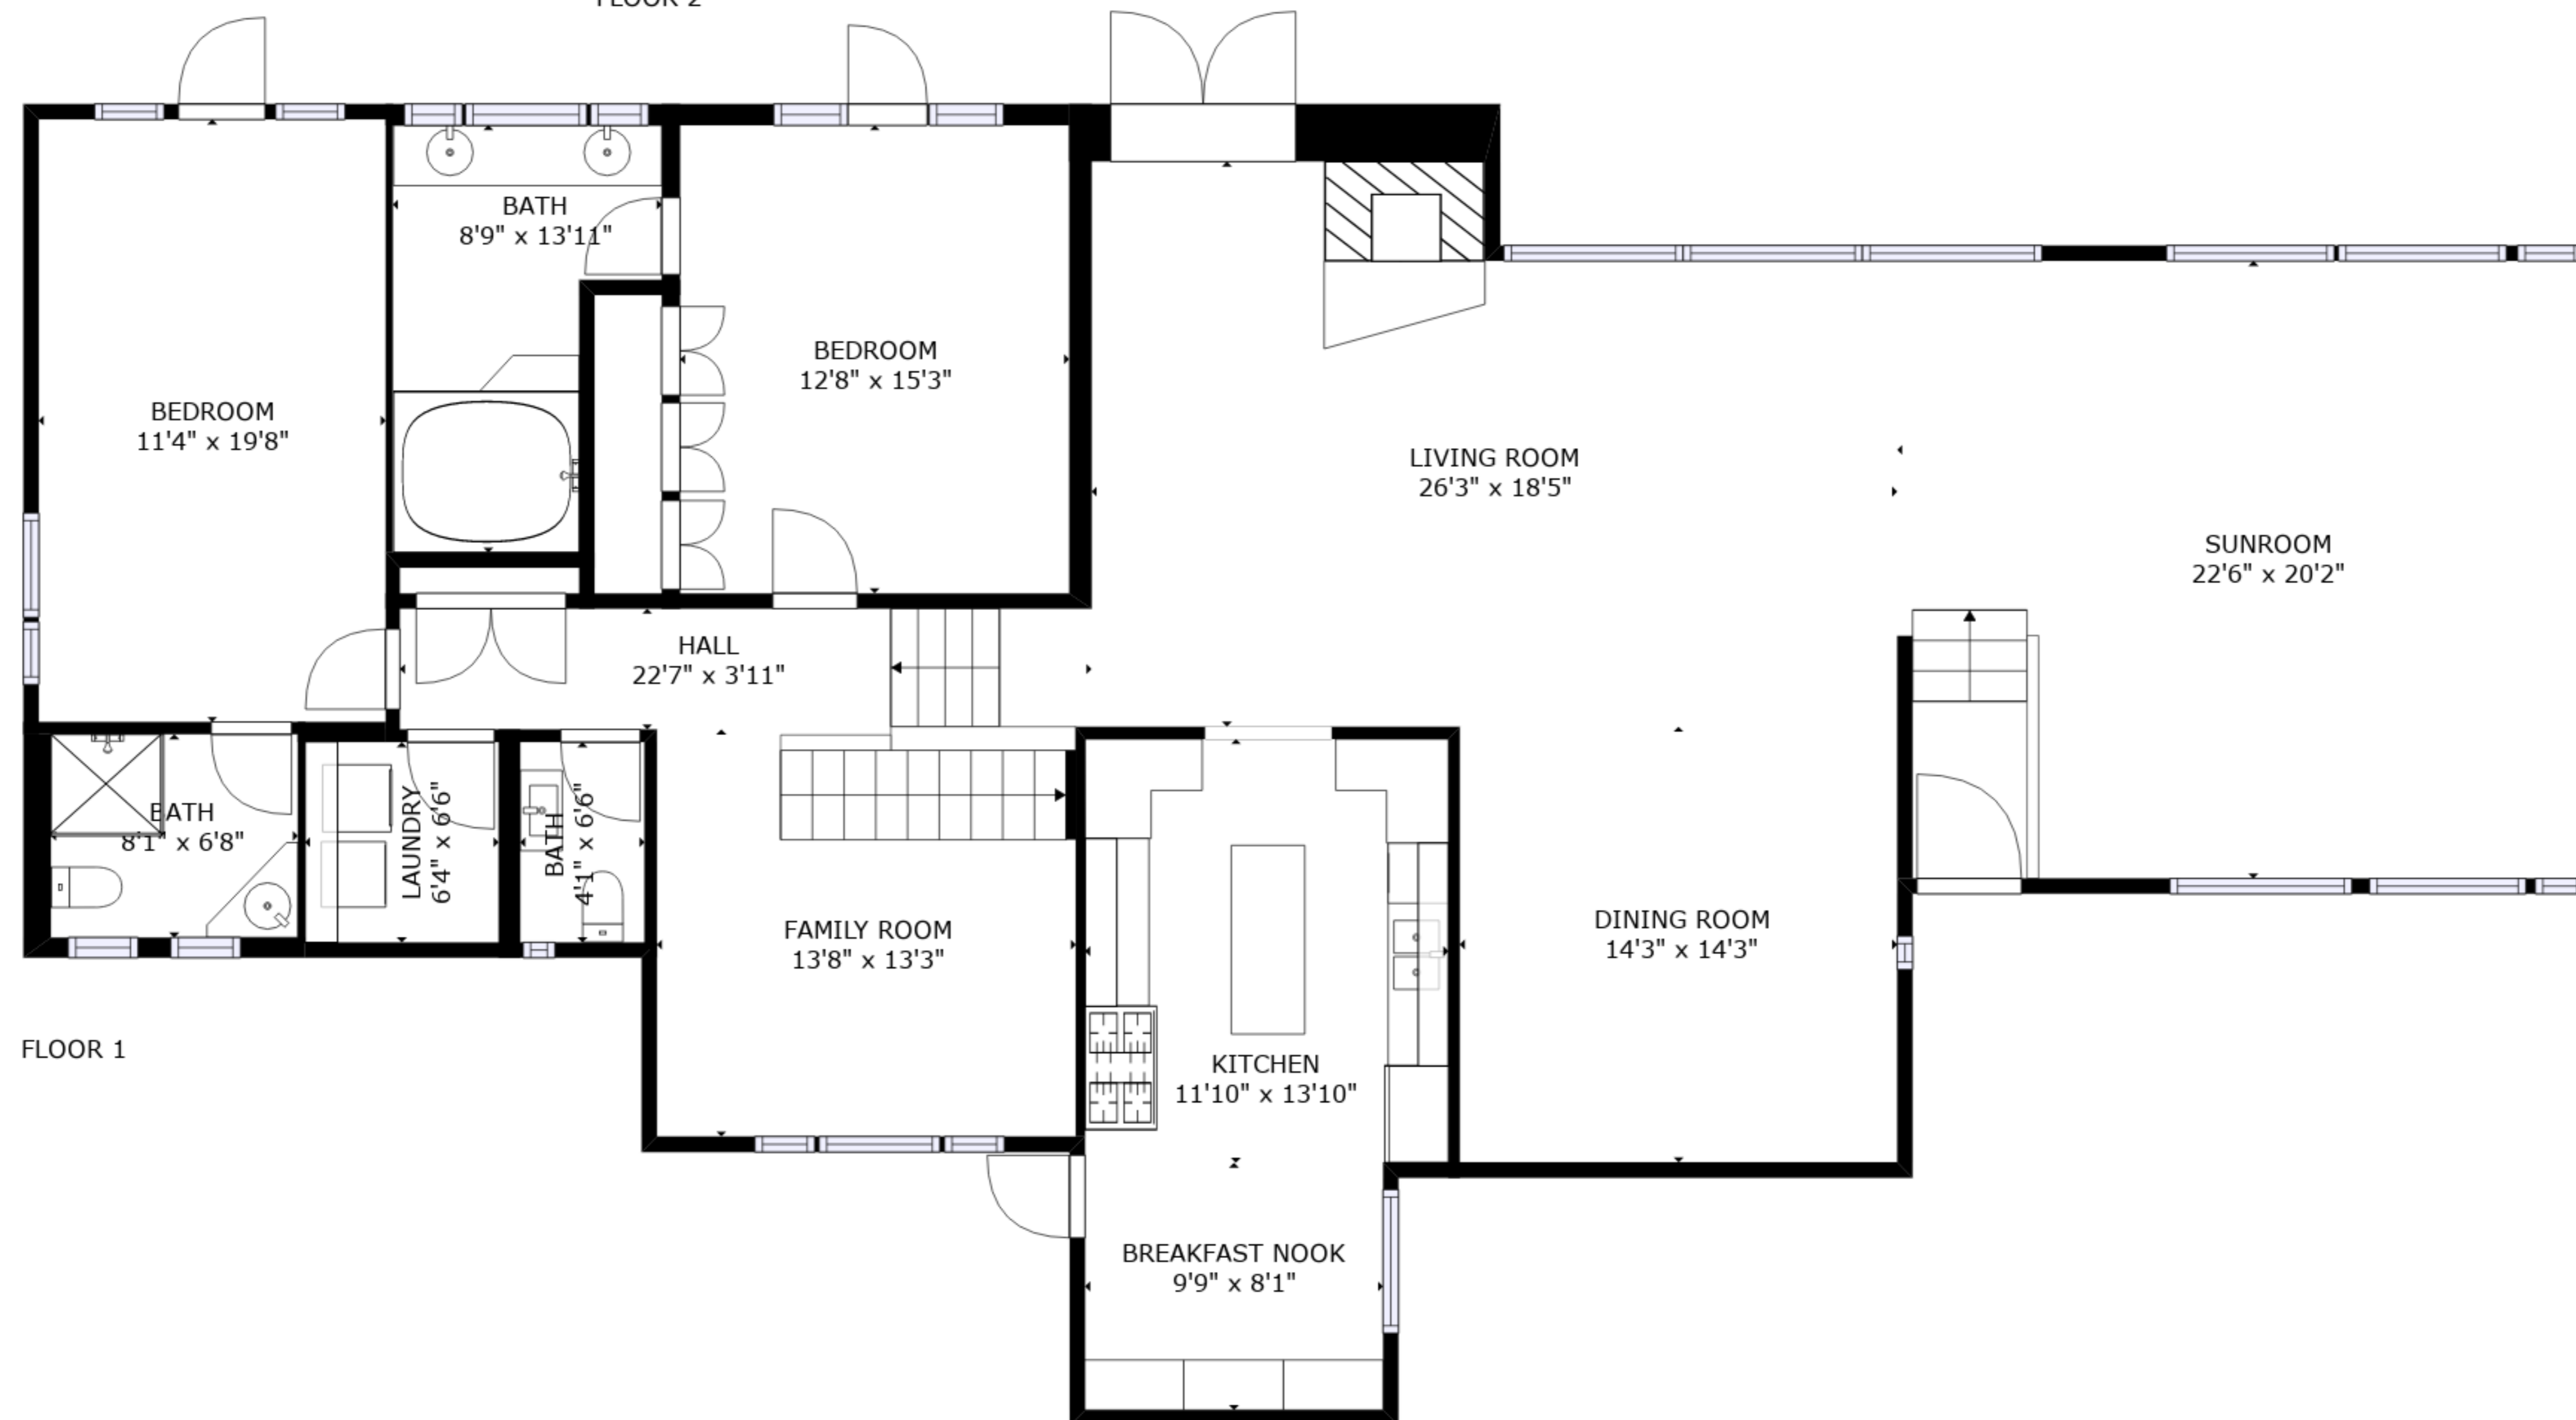 FLOOR 2
BATH
8'9" x 13'11"
BEDROOM
12'8" x 15'3"
BEDROOM
11'4" x 19'8"
LIVING ROOM
26'3" x 18'5"
SUNROOM
22'6" x 20'2"
HALL
22'7" x 3'11"
BATH
8'1" x 6'8"
LAUNDRY
6'4" x 6'6"
BATH
4'1" x 6'6"
FAMILY ROOM
13'8" x 13'3"
DINING ROOM
14'3" x 14'3"
FLOOR 1
KITCHEN
11'10" x 13'10"
BREAKFAST NOOK
9'9" x 8'1"